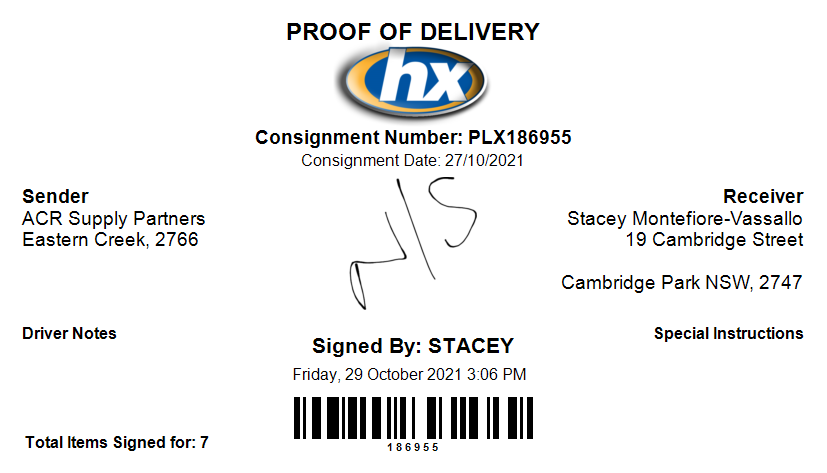 PROOF OF DELIVERY
hx
Consignment Number: PLX186955
Consignment Date: 27/10/2021
Sender
ACR Supply Partners
Eastern Creek, 2766
N/S
Receiver
Stacey Montefiore-Vassallo
19 Cambridge Street
Cambridge Park NSW, 2747
Driver Notes
Signed By: STACEY
Friday, 29 October 2021 3:06 PM
Special Instructions
186955
Total Items Signed for: 7